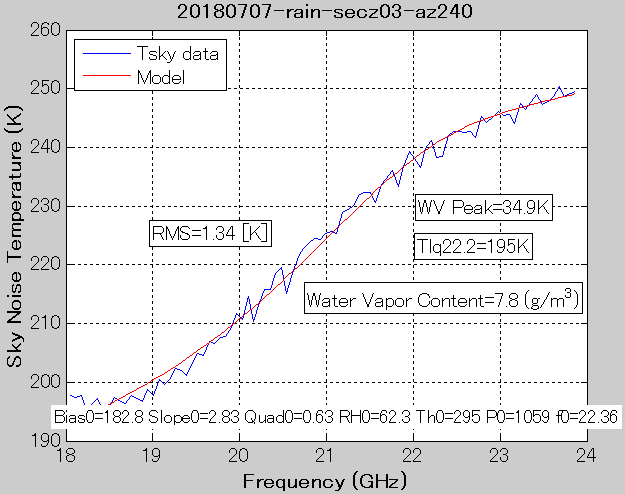 20180707-rain-secz03-az240
260
250
240
230
220
210
200
190
Sky Noise Temperature (K)
Tsky data
Model
WV Peak=34.9K
RMS=1.34 [K]
Tlq22.2=195K
Water Vapor Content=7.8 (g/m³)
Bias0=182.8 Slope0=2.83 Quad0=0.63 RH0=62.3 Th0=295 P0=1059 f0=22.36
18 19 20 21 22 23 24
Frequency (GHz)